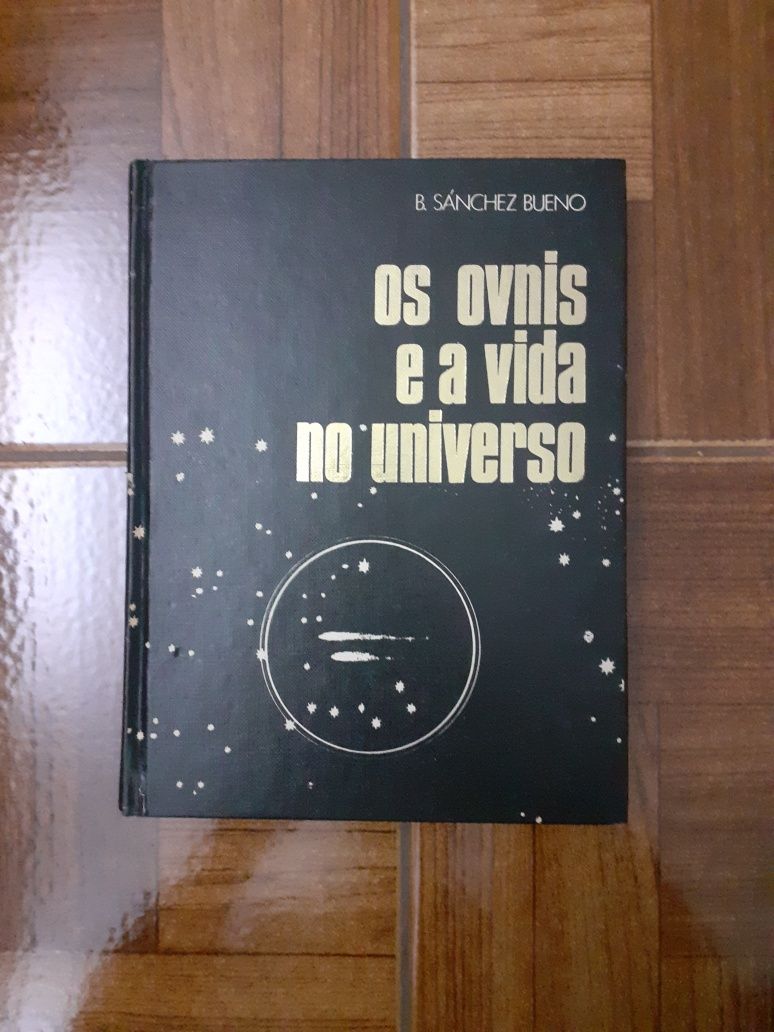 B. SÁNCHEZ BUENO
os ovnis
e a vida
no universo